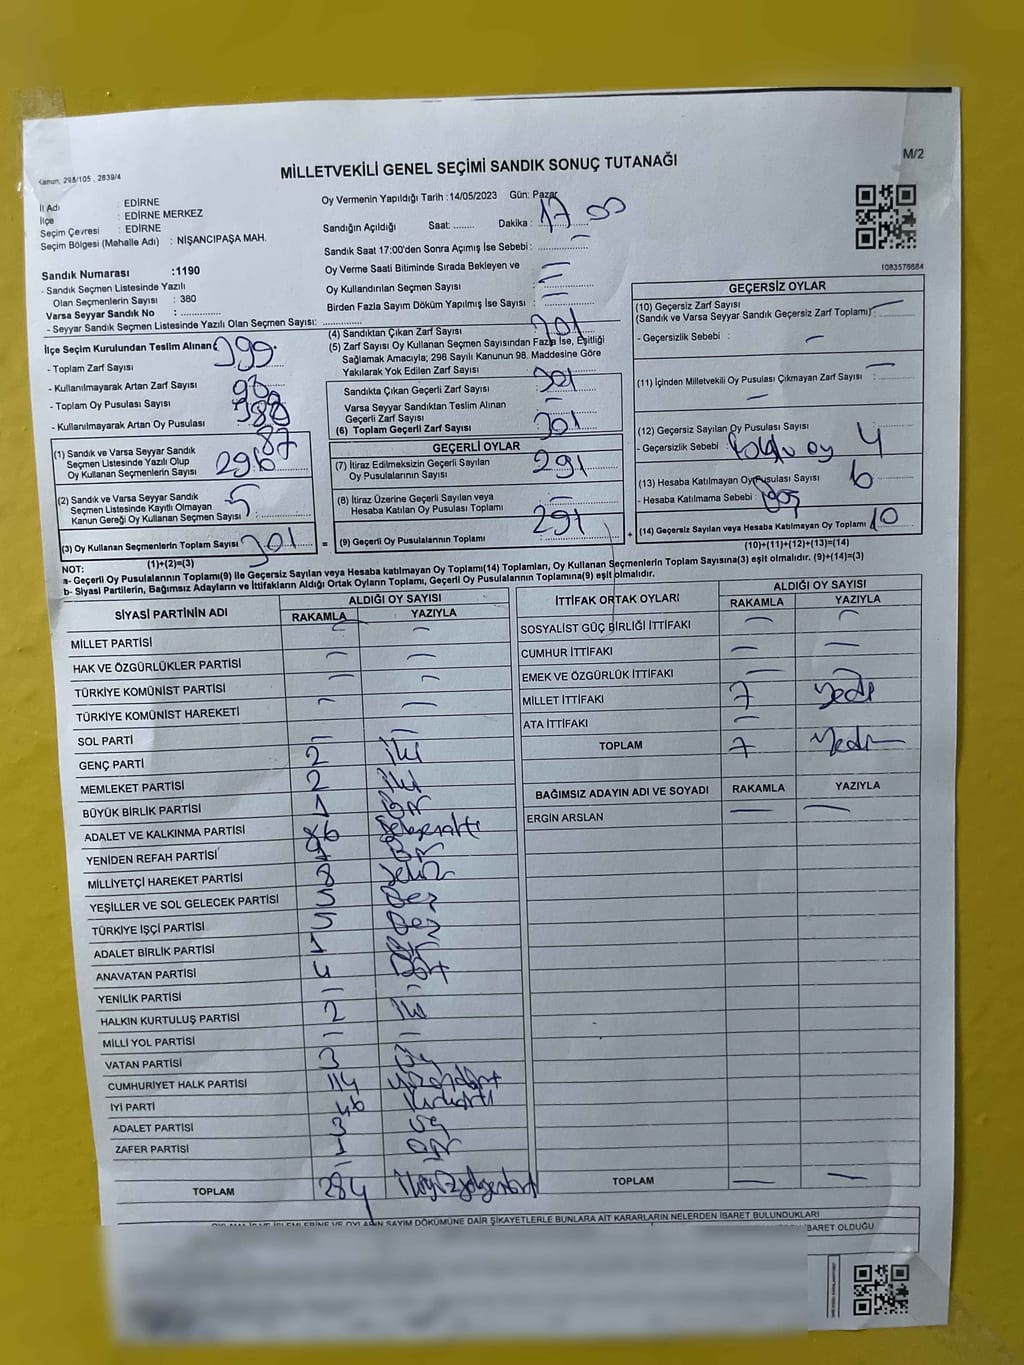 Kanun: 298/105 , 2839/4
MİLLETVEKİLİ GENEL SEÇİMİ SANDIK SONUÇ TUTANAĞI
M/2
İl Adı : EDİRNE
İlçe : EDİRNE MERKEZ
Seçim Çevresi : EDİRNE
Seçim Bölgesi (Mahalle Adı) : NİŞANCIPAŞA MAH.
Sandık Numarası :1190
- Sandık Seçmen Listesinde Yazılı
Olan Seçmenlerin Sayısı : 380
Varsa Seyyar Sandık No :
- Seyyar Sandık Seçmen Listesinde Yazılı Olan Seçmen Sayısı:
Oy Vermenin Yapıldığı Tarih :14/05/2023 Gün: Pazar
Sandığın Açıldığı Saat: Dakika : 17 00
Sandık Saat 17:00'den Sonra Açımış İse Sebebi : –
Oy Verme Saati Bitiminde Sırada Bekleyen ve
Oy Kullandırılan Seçmen Sayısı : –
Birden Fazla Sayım Döküm Yapılmış İse Sayısı : –
1083576684
İlçe Seçim Kurulundan Teslim Alınan
- Toplam Zarf Sayısı 399
- Kullanılmayarak Artan Zarf Sayısı 98
- Toplam Oy Pusulası Sayısı 388
- Kullanılmayarak Artan Oy Pusulası 87
(1) Sandık ve Varsa Seyyar Sandık
Seçmen Listesinde Yazılı Olup
Oy Kullanan Seçmenlerin Sayısı 296
(2) Sandık ve Varsa Seyyar Sandık
Seçmen Listesinde Kayıtlı Olmayan
Kanun Gereği Oy Kullanan Seçmen Sayısı : 5
(3) Oy Kullanan Seçmenlerin Toplam Sayısı 301
(1)+(2)=(3)
(4) Sandıktan Çıkan Zarf Sayısı 301
(5) Zarf Sayısı Oy Kullanan Seçmen Sayısından Fazla İse, Eşitliği
Sağlamak Amacıyla; 298 Sayılı Kanunun 98. Maddesine Göre
Yakılarak Yok Edilen Zarf Sayısı –
Sandıkta Çıkan Geçerli Zarf Sayısı 301
Varsa Seyyar Sandıktan Teslim Alınan
Geçerli Zarf Sayısı –
(6) Toplam Geçerli Zarf Sayısı 301
GEÇERLİ OYLAR
(7) İtiraz Edilmeksizin Geçerli Sayılan
Oy Pusulalarının Sayısı 291
(8) İtiraz Üzerine Geçerli Sayılan veya
Hesaba Katılan Oy Pusulası Toplamı –
(9) Geçerli Oy Pusulalarının Toplamı 291
GEÇERSİZ OYLAR
(10) Geçersiz Zarf Sayısı
(Sandık ve Varsa Seyyar Sandık Geçersiz Zarf Toplamı) : –
- Geçersizlik Sebebi : –
(11) İçinden Milletvekili Oy Pusulası Çıkmayan Zarf Sayısı : –
–
(12) Geçersiz Sayılan Oy Pusulası Sayısı 4
- Geçersizlik Sebebi : oy
(13) Hesaba Katılmayan Oy Pusulası Sayısı 6
- Hesaba Katılmama Sebebi : Boş
(14) Geçersiz Sayılan veya Hesaba Katılmayan Oy Toplamı 10
(10)+(11)+(12)+(13)=(14)
NOT:
a- Geçerli Oy Pusulalarının Toplamı(9) ile Geçersiz Sayılan veya Hesaba katılmayan Oy Toplamı(14) Toplamları, Oy Kullanan Seçmenlerin Toplam Sayısına(3) eşit olmalıdır. (9)+(14)=(3)
b- Siyasi Partilerin, Bağımsız Adayların ve İttifakların Aldığı Ortak Oyların Toplamı, Geçerli Oy Pusulalarının Toplamına(9) eşit olmalıdır.
SİYASİ PARTİNİN ADI ALDIĞI OY SAYISI
RAKAMLA YAZIYLA
MİLLET PARTİSİ – –
HAK VE ÖZGÜRLÜKLER PARTİSİ – –
TÜRKİYE KOMÜNİST PARTİSİ – –
TÜRKİYE KOMÜNİST HAREKETİ – –
SOL PARTİ – –
GENÇ PARTİ 2 iki
MEMLEKET PARTİSİ 2 iki
BÜYÜK BİRLİK PARTİSİ 1 Bir
ADALET VE KALKINMA PARTİSİ 86 Seksenaltı
YENİDEN REFAH PARTİSİ 1 Bir
MİLLİYETÇİ HAREKET PARTİSİ 8 Sekiz
YEŞİLLER VE SOL GELECEK PARTİSİ 5 Beş
TÜRKİYE İŞÇİ PARTİSİ 5 Beş
ADALET BİRLİK PARTİSİ 1 Bir
ANAVATAN PARTİSİ 4 Dört
YENİLİK PARTİSİ – –
HALKIN KURTULUŞ PARTİSİ 2 iki
MİLLİ YOL PARTİSİ – –
VATAN PARTİSİ 3 Üç
CUMHURİYET HALK PARTİSİ 114 Yüzondört
İYİ PARTİ 46 Kırkaltı
ADALET PARTİSİ 3 Üç
ZAFER PARTİSİ 1 Bir
– –
TOPLAM 284 İkiyüzseksendört
İTTİFAK ORTAK OYLARI ALDIĞI OY SAYISI
RAKAMLA YAZIYLA
SOSYALİST GÜÇ BİRLİĞİ İTTİFAKI – –
CUMHUR İTTİFAKI – –
EMEK VE ÖZGÜRLÜK İTTİFAKI – –
MİLLET İTTİFAKI 7 Yedi
ATA İTTİFAKI –
TOPLAM 7 Yedi
BAĞIMSIZ ADAYIN ADI VE SOYADI RAKAMLA YAZIYLA
ERGİN ARSLAN – –
TOPLAM – –
OYLARIN SAYIM DÖKÜMÜNE DAİR ŞİKAYETLERLE BUNLARA AİT KARARLARIN NELERDEN İBARET BULUNDUKLARI
İBARET OLDUĞU